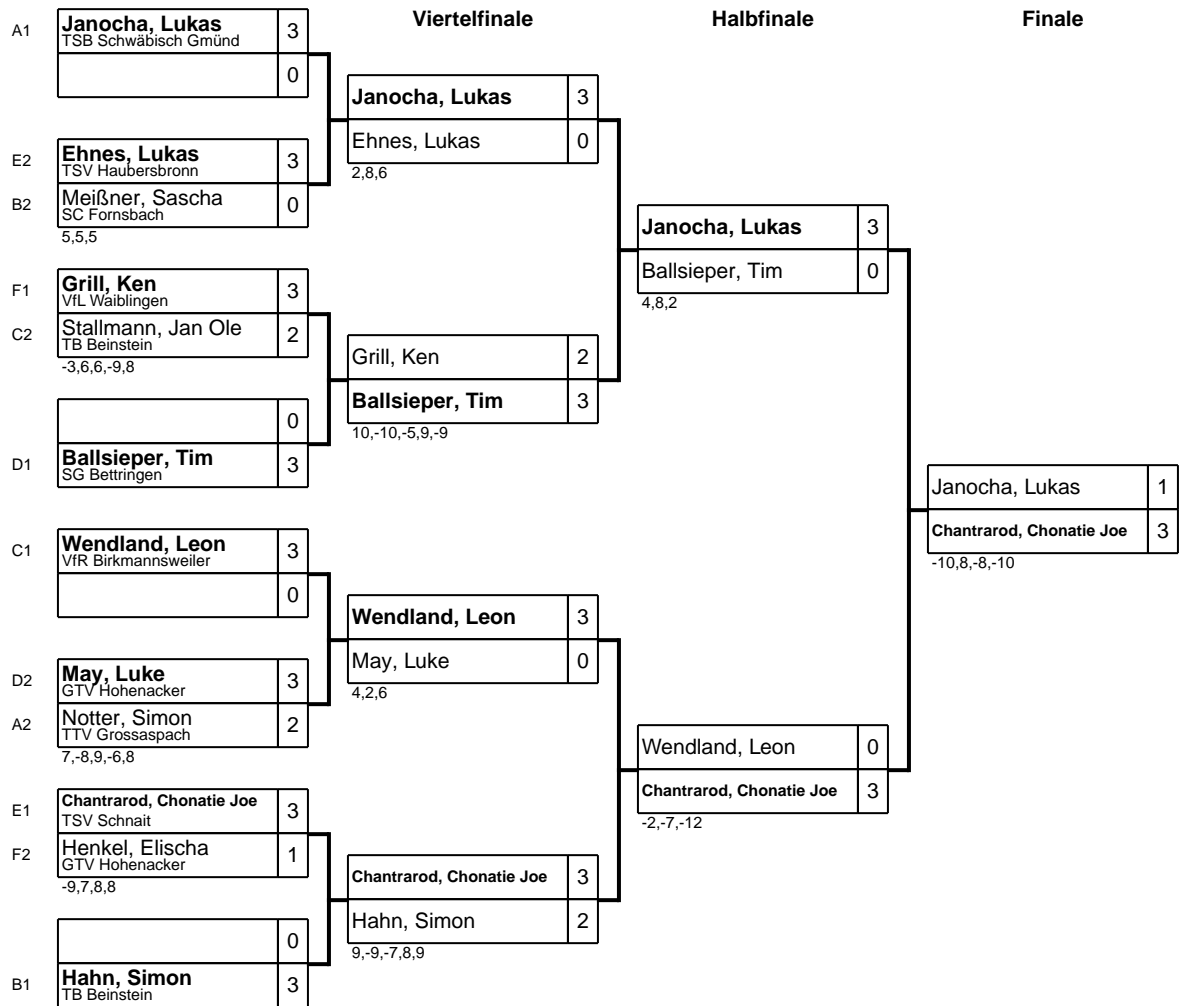 Viertelfinale
Halbfinale
Finale
A1
Janocha, Lukas
TSB Schwäbisch Gmünd
3
0
E2
Ehnes, Lukas
TSV Haubersbronn
3
B2
Meißner, Sascha
SC Fornsbach
0
5,5,5
F1
Grill, Ken
VfL Waiblingen
3
C2
Stallmann, Jan Ole
TB Beinstein
2
-3,6,6,-9,8
0
D1
Ballsieper, Tim
SG Bettringen
3
C1
Wendland, Leon
VfR Birkmannsweiler
3
0
D2
May, Luke
GTV Hohenacker
3
A2
Notter, Simon
TTV Grossaspach
2
7,-8,9,-6,8
E1
Chantrarod, Chonatie Joe
TSV Schnait
3
F2
Henkel, Elischa
GTV Hohenacker
1
-9,7,8,8
0
B1
Hahn, Simon
TB Beinstein
3
Janocha, Lukas 3
Ehnes, Lukas 0
2,8,6
Grill, Ken 2
Ballsieper, Tim 3
10,-10,-5,9,-9
Wendland, Leon 3
May, Luke 0
4,2,6
Chantrarod, Chonatie Joe 3
Hahn, Simon 2
9,-9,-7,8,9
Janocha, Lukas 3
Ballsieper, Tim 0
4,8,2
Wendland, Leon 0
Chantrarod, Chonatie Joe 3
-2,-7,-12
Janocha, Lukas 1
Chantrarod, Chonatie Joe 3
-10,8,-8,-10